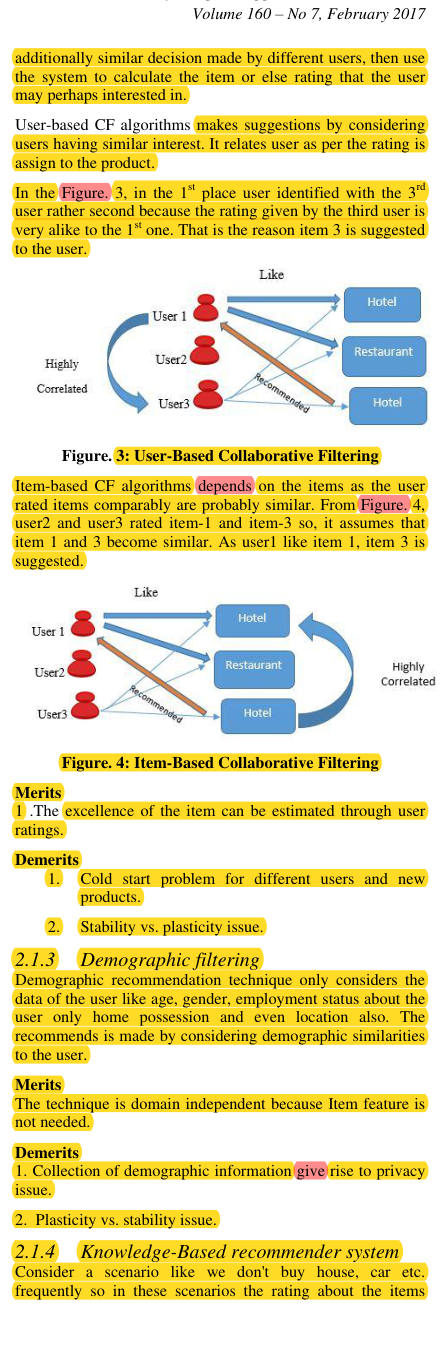 Volume 160 – No 7, February 2017
additionally similar decision made by different users, then use
the system to calculate the item or else rating that the user
may perhaps interested in.
User-based CF algorithms makes suggestions by considering
users having similar interest. It relates user as per the rating is
assign to the product.
In the Figure. 3, in the 1st place user identified with the 3rd
user rather second because the rating given by the third user is
very alike to the 1st one. That is the reason item 3 is suggested
to the user.
Like
User 1
Hotel
User2
Restaurant
Highly
Correlated
User3
Recommended
Hotel
Figure. 3: User-Based Collaborative Filtering
Item-based CF algorithms depends on the items as the user
rated items comparably are probably similar. From Figure. 4,
user2 and user3 rated item-1 and item-3 so, it assumes that
item 1 and 3 become similar. As user1 like item 1, item 3 is
suggested.
Like
User 1
Hotel
User2
Restaurant
Highly
Correlated
User3
Recommended
Hotel
Figure. 4: Item-Based Collaborative Filtering
Merits
1 .The excellence of the item can be estimated through user
ratings.
Demerits
1. Cold start problem for different users and new
products.
2. Stability vs. plasticity issue.
2.1.3 Demographic filtering
Demographic recommendation technique only considers the
data of the user like age, gender, employment status about the
user only home possession and even location also. The
recommends is made by considering demographic similarities
to the user.
Merits
The technique is domain independent because Item feature is
not needed.
Demerits
1. Collection of demographic information give rise to privacy
issue.
2. Plasticity vs. stability issue.
2.1.4 Knowledge-Based recommender system
Consider a scenario like we don't buy house, car etc.
frequently so in these scenarios the rating about the items